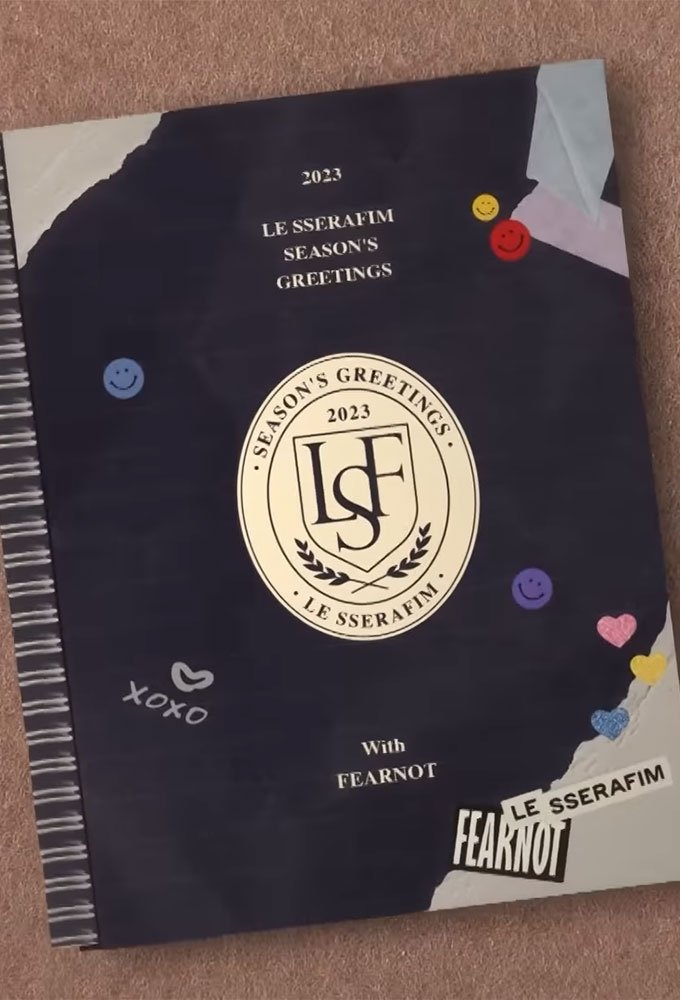 2023
LE SSERAFIM
SEASON'S
GREETINGS
· SEASON'S GREETINGS ·
2023
LSF
· LE SSERAFIM ·
XOXO
With
FEARNOT
LE SSERAFIM
FEARNOT